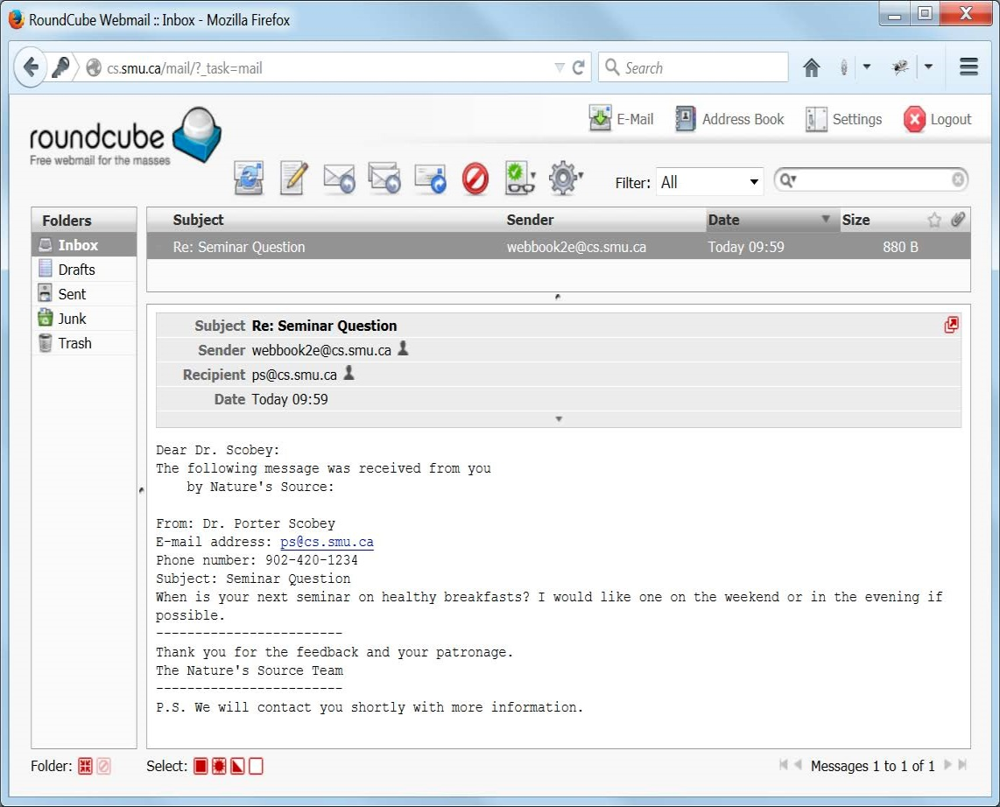 RoundCube Webmail :: Inbox - Mozilla Firefox
cs.smu.ca/mail/?_task=mail
Search
roundcube
Free webmail for the masses
E-Mail Address Book Settings Logout
Filter: All
Folders
Inbox
Drafts
Sent
Junk
Trash
Subject Sender Date Size
Re: Seminar Question webbook2e@cs.smu.ca Today 09:59 880 B
Subject Re: Seminar Question
Sender webbook2e@cs.smu.ca
Recipient ps@cs.smu.ca
Date Today 09:59
Dear Dr. Scobey:
The following message was received from you
by Nature's Source:
From: Dr. Porter Scobey
E-mail address: ps@cs.smu.ca
Phone number: 902-420-1234
Subject: Seminar Question
When is your next seminar on healthy breakfasts? I would like one on the weekend or in the evening if
possible.
------------------------
Thank you for the feedback and your patronage.
The Nature's Source Team
------------------------
P.S. We will contact you shortly with more information.
Folder: Select: Messages 1 to 1 of 1